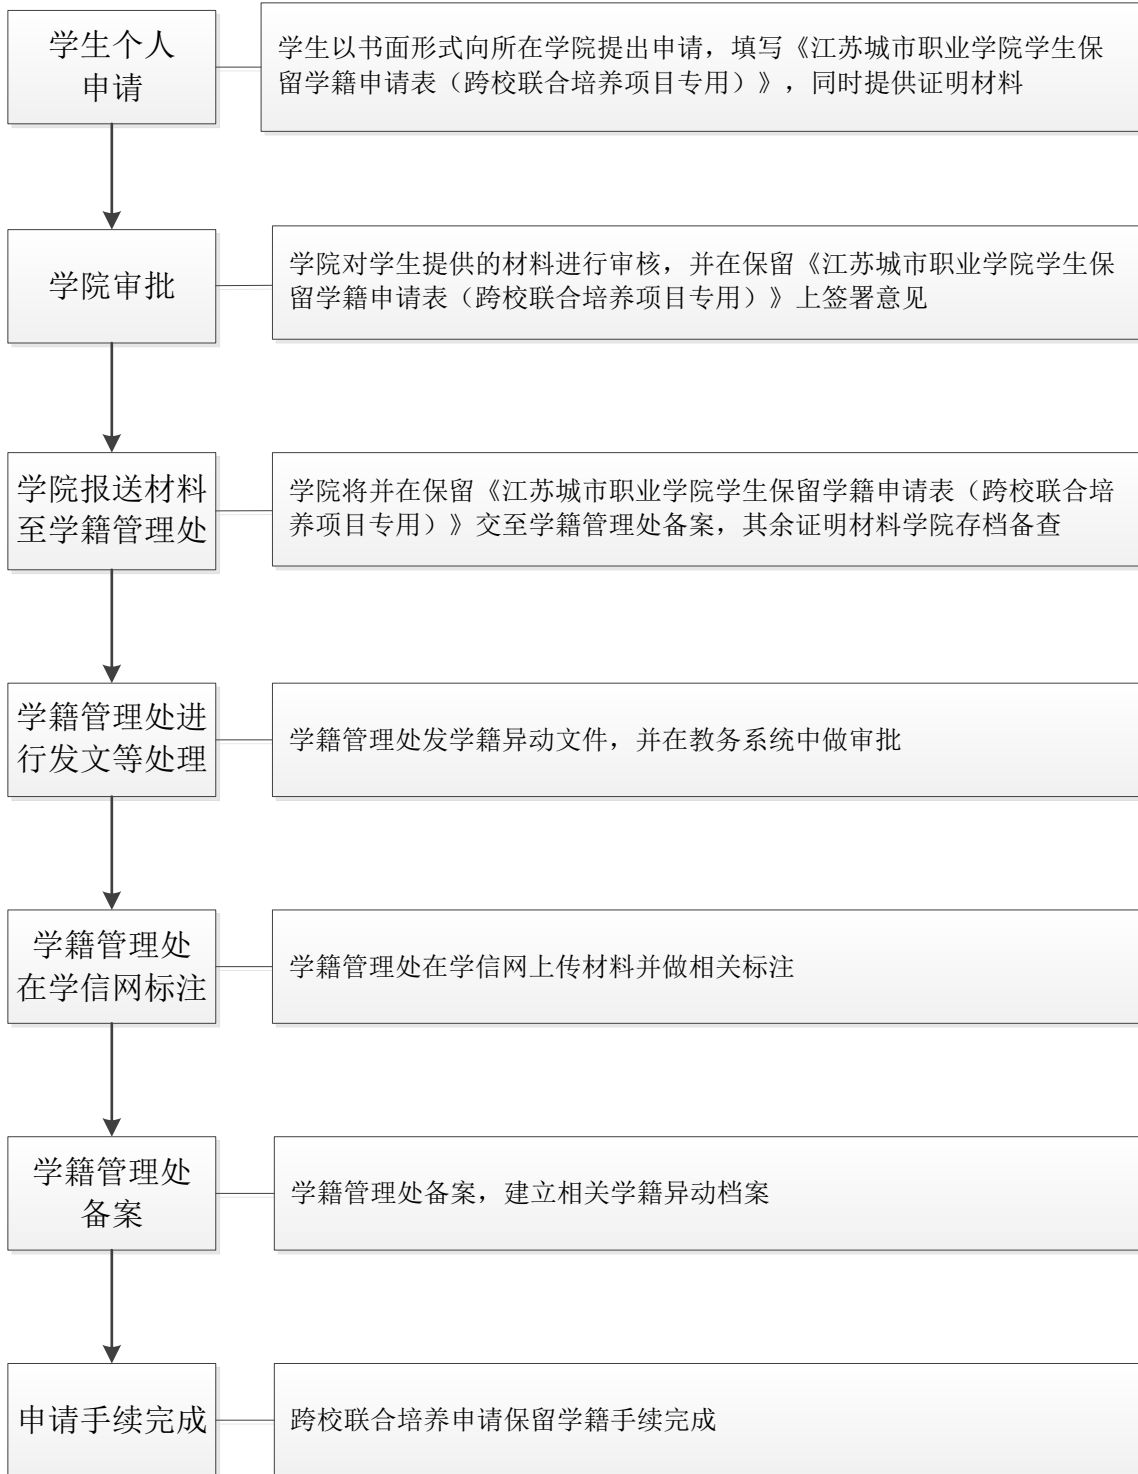 学生个人
申请
学生以书面形式向所在学院提出申请，填写《江苏城市职业学院学生保
留学籍申请表（跨校联合培养项目专用）》，同时提供证明材料
学院审批
学院对学生提供的材料进行审核，并在保留《江苏城市职业学院学生保
留学籍申请表（跨校联合培养项目专用）》上签署意见
学院报送材料
至学籍管理处
学院将并在保留《江苏城市职业学院学生保留学籍申请表（跨校联合培
养项目专用）》交至学籍管理处备案，其余证明材料学院存档备查
学籍管理处进
行发文等处理
学籍管理处发学籍异动文件，并在教务系统中做审批
学籍管理处
在学信网标注
学籍管理处在学信网上传材料并做相关标注
学籍管理处
备案
学籍管理处备案，建立相关学籍异动档案
申请手续完成
跨校联合培养申请保留学籍手续完成